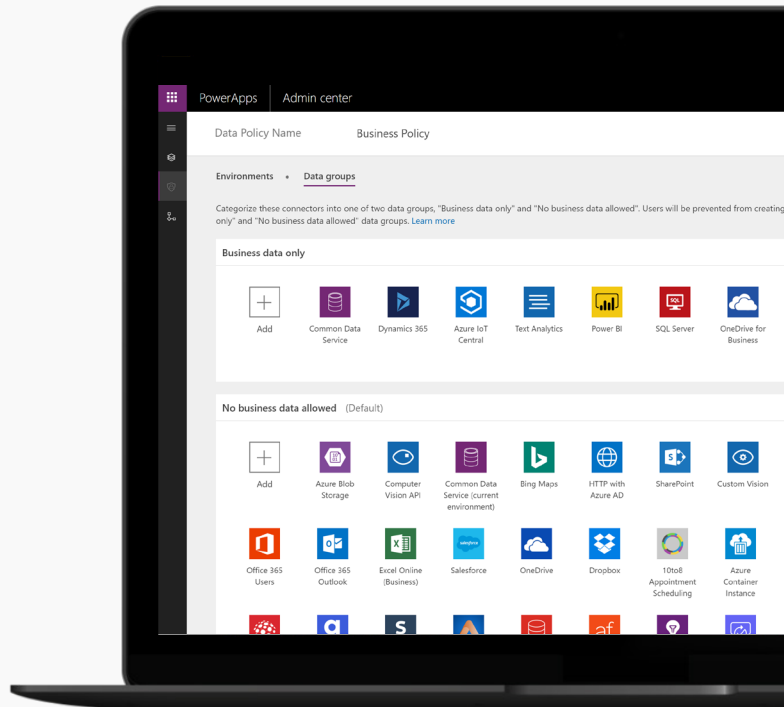 PowerApps Admin center
Data Policy Name Business Policy
Environments • Data groups
Categorize these connectors into one of two data groups, "Business data only" and "No business data allowed". Users will be prevented from creating
only" and "No business data allowed" data groups. Learn more
Business data only
Add Common Data Dynamics 365 Azure IoT Text Analytics Power BI SQL Server OneDrive for
Service Central Business
SQL
No business data allowed (Default)
Add Azure Blob Computer Common Data Bing Maps HTTP with SharePoint Custom Vision
Storage Vision API Service (current Azure AD
environment)
salesforce
Office 365 Office 365 Excel Online Salesforce OneDrive Dropbox 10to8 Azure
Users Outlook (Business) Appointment Container
Scheduling Instance
a S af